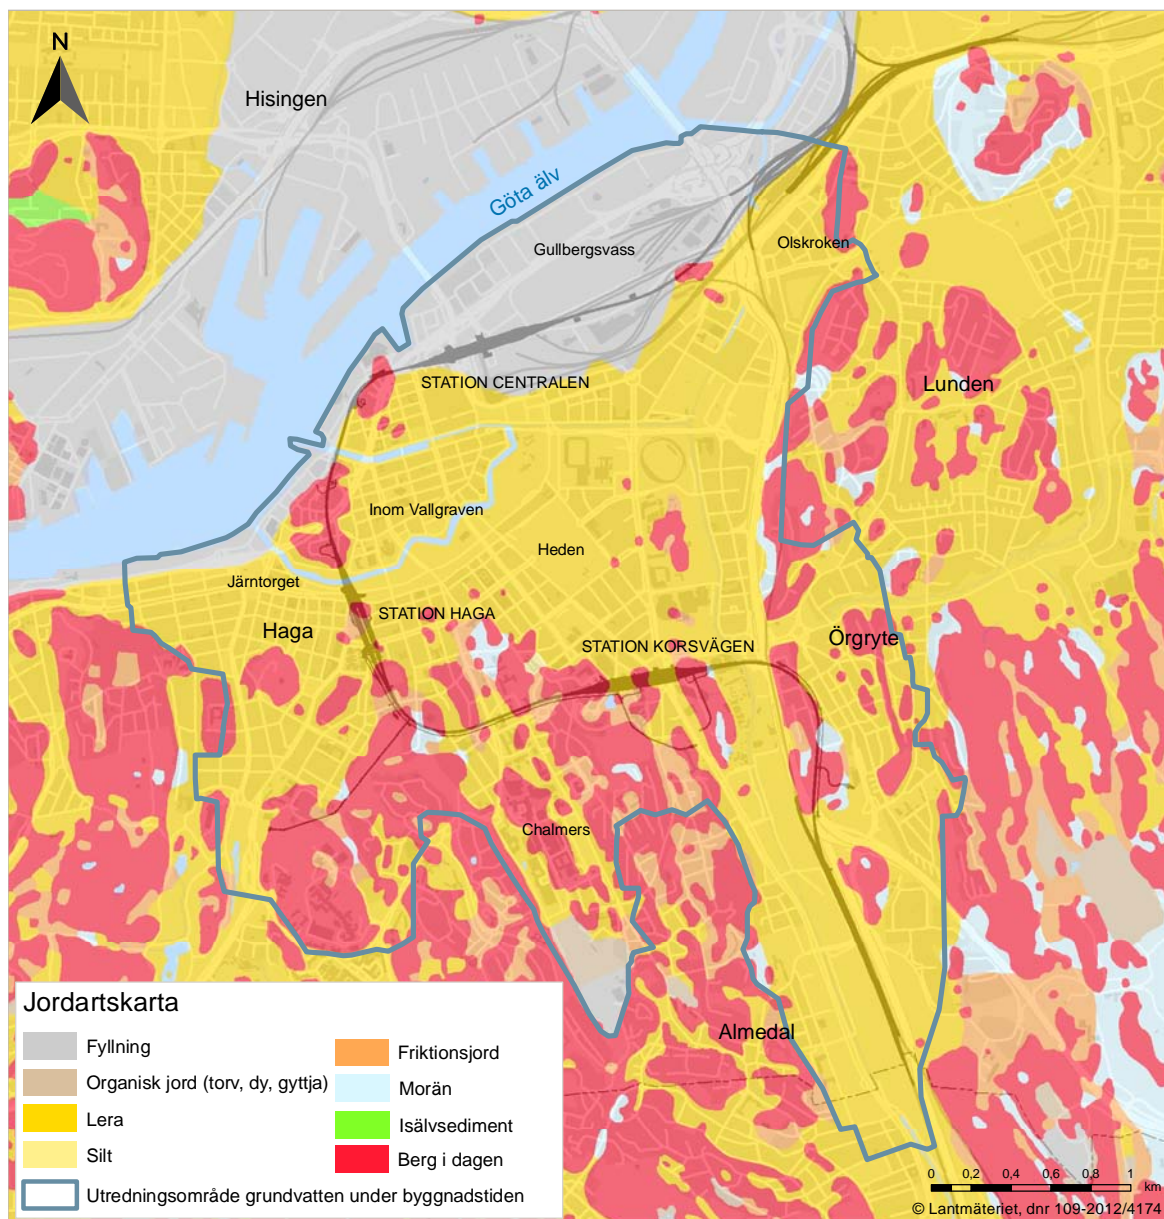 N
Hisingen
Göta älv
Gullbergsvass
Olskroken
STATION CENTRALEN
Lunden
Inom Vallgraven
Heden
Järntorget
STATION HAGA
Haga
Örgryte
STATION KORSVÄGEN
Chalmers
Almedal
Jordartskarta
Fyllning
Organisk jord (torv, dy, gyttja)
Lera
Silt
Friktionsjord
Morän
Isälvsediment
Berg i dagen
Utredningsområde grundvatten under byggnadstiden
0 0,2 0,4 0,6 0,8 1
km
© Lantmäteriet, dnr 109-2012/4174